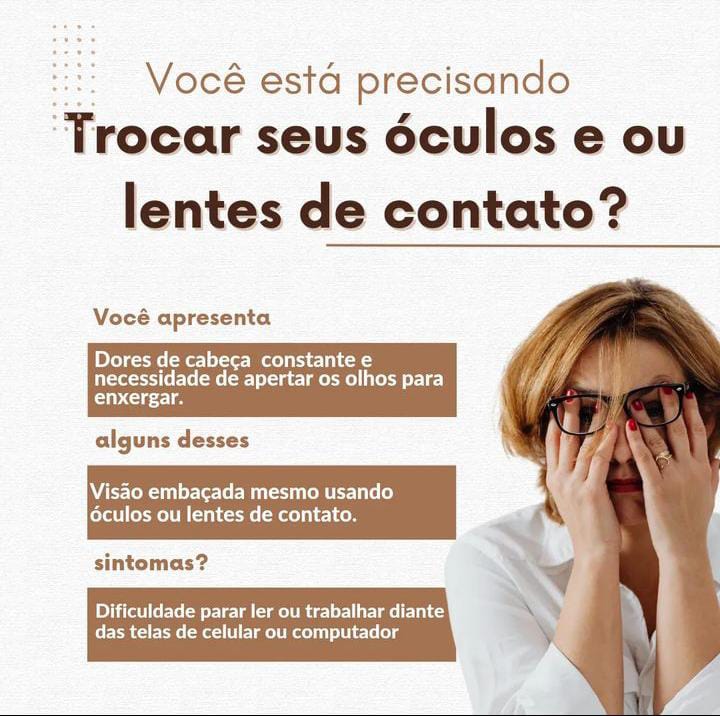 Você está precisando
Trocar seus óculos e ou
lentes de contato?
Você apresenta
Dores de cabeça constante e
necessidade de apertar os olhos para
enxergar.
alguns desses
Visão embaçada mesmo usando
óculos ou lentes de contato.
sintomas?
Dificuldade parar ler ou trabalhar diante
das telas de celular ou computador